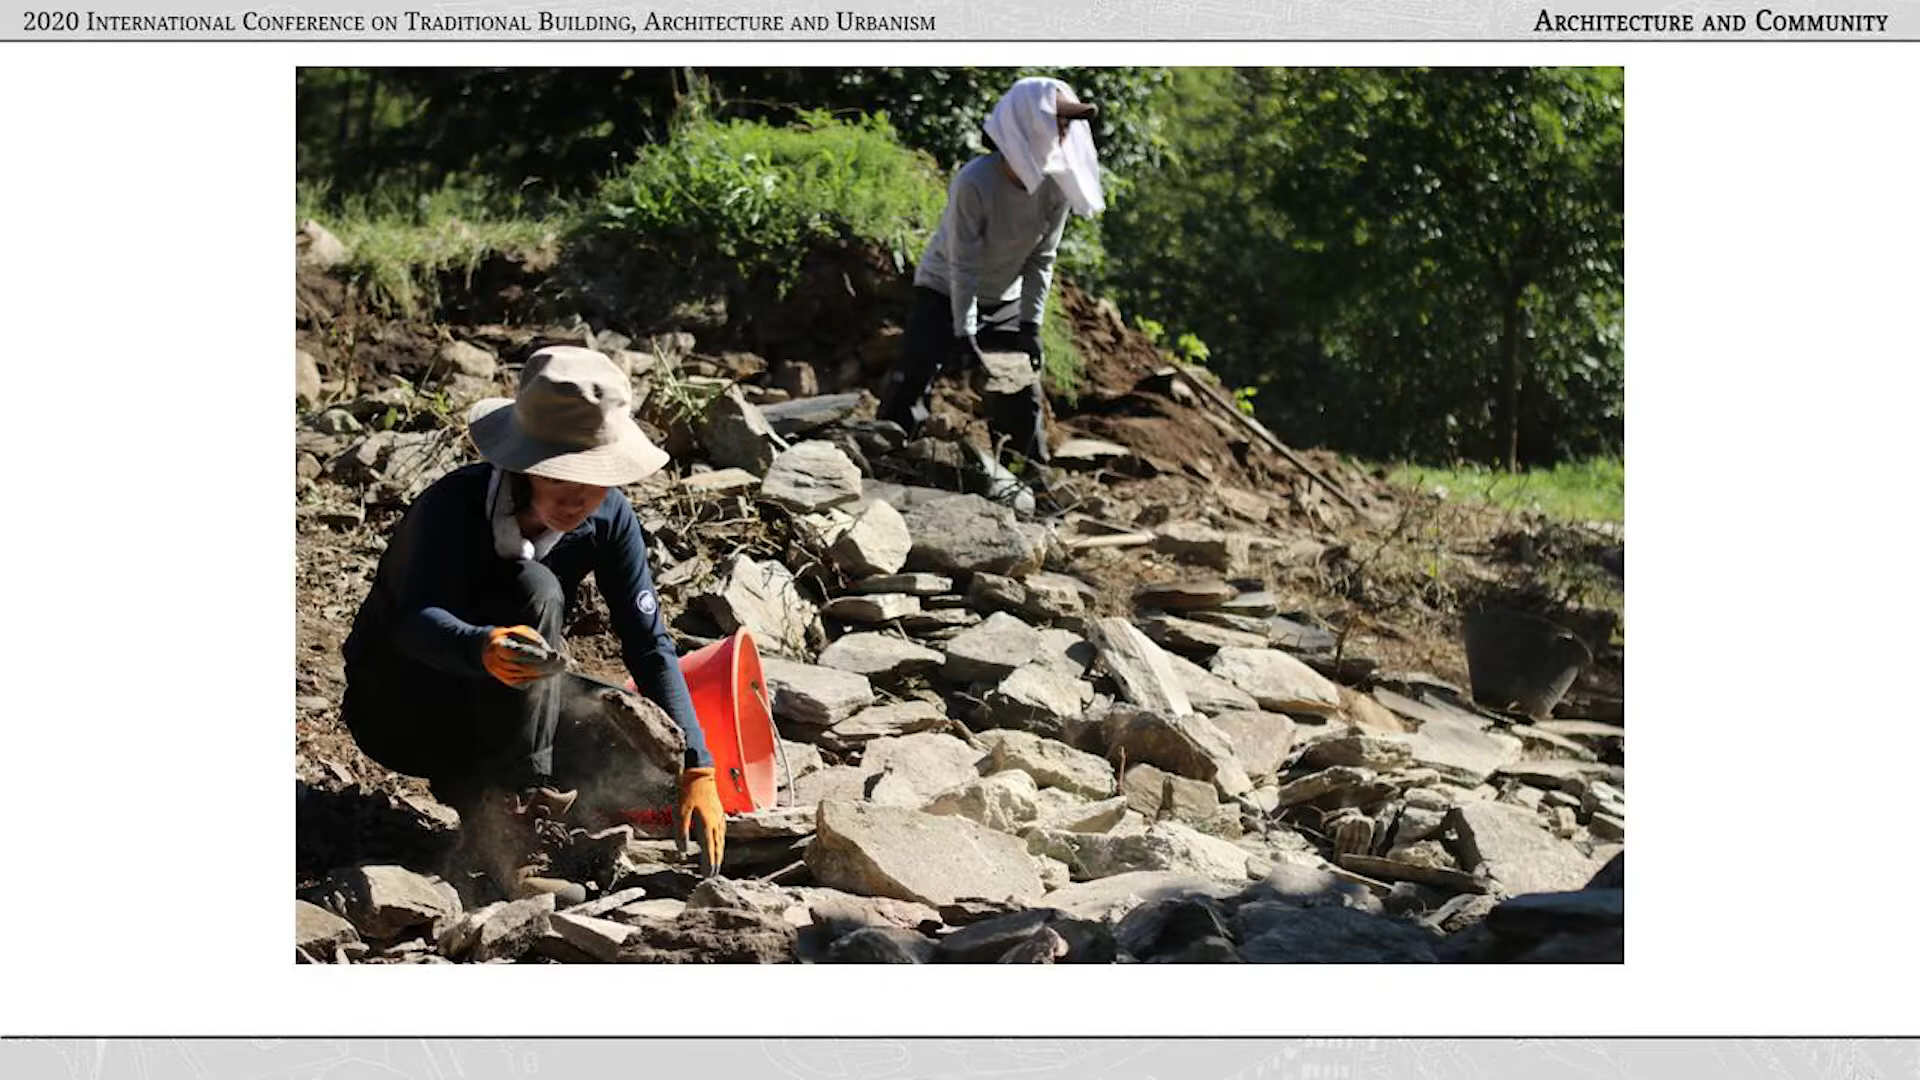 2020 International Conference on Traditional Building, Architecture and Urbanism
Architecture and Community